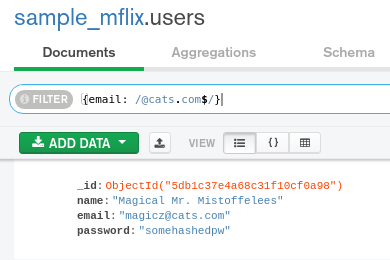 sample_mflix.users
Documents Aggregations Schema
FILTER {email: /@cats.com$/}
ADD DATA VIEW { }
_id: ObjectId("5db1c37e4a68c31f10cf0a98")
name: "Magical Mr. Mistoffelees"
email: "magicz@cats.com"
password: "somehashedpw"